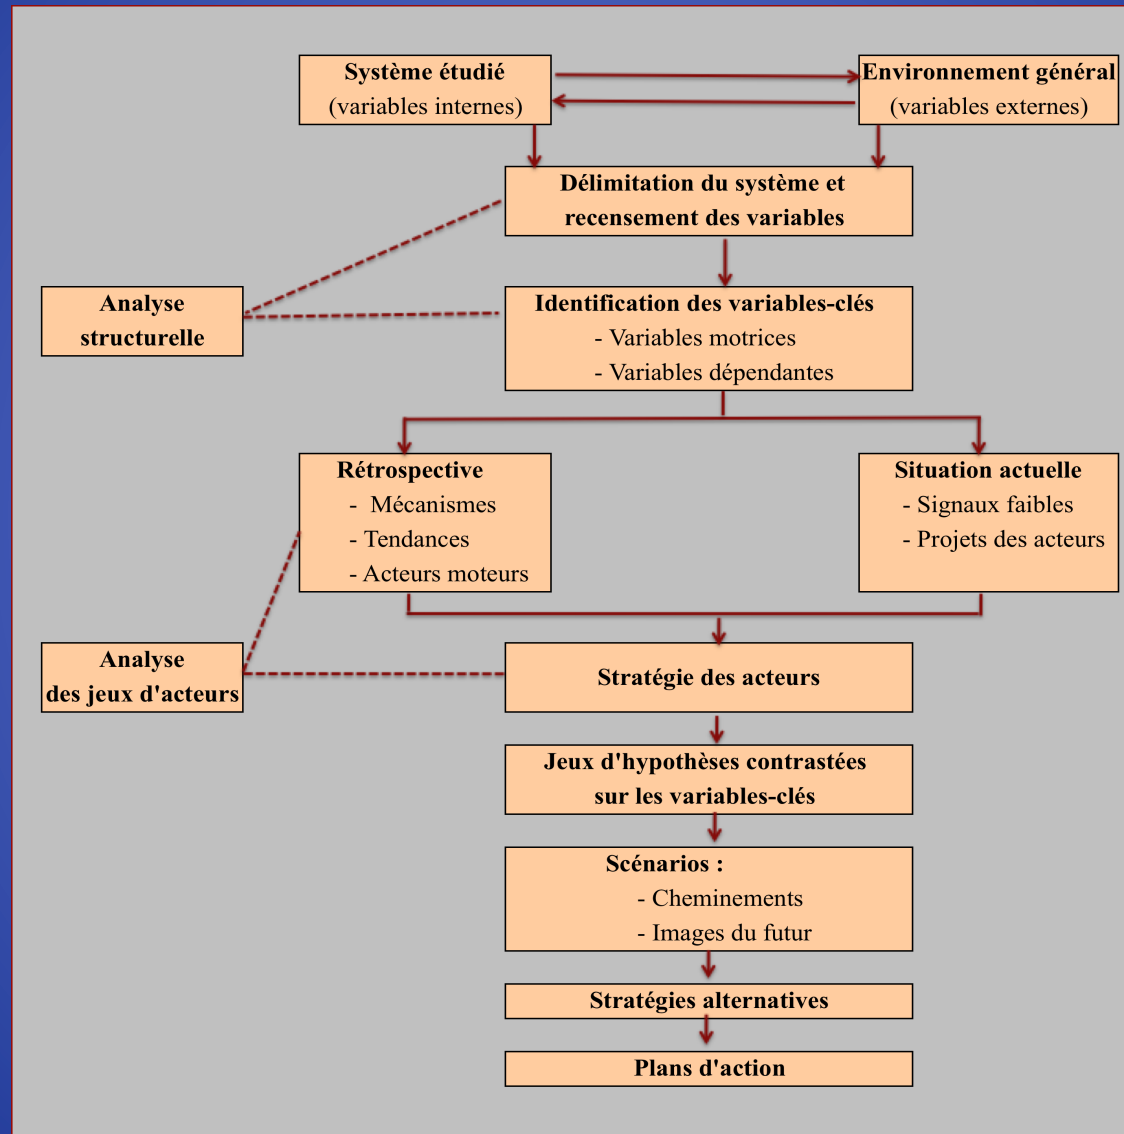 Système étudié
(variables internes)
Environnement général
(variables externes)
Délimitation du système et
recensement des variables
Analyse
structurelle
Identification des variables-clés
- Variables motrices
- Variables dépendantes
Rétrospective
- Mécanismes
- Tendances
- Acteurs moteurs
Situation actuelle
- Signaux faibles
- Projets des acteurs
Analyse
des jeux d'acteurs
Stratégie des acteurs
Jeux d'hypothèses contrastées
sur les variables-clés
Scénarios :
- Cheminements
- Images du futur
Stratégies alternatives
Plans d'action